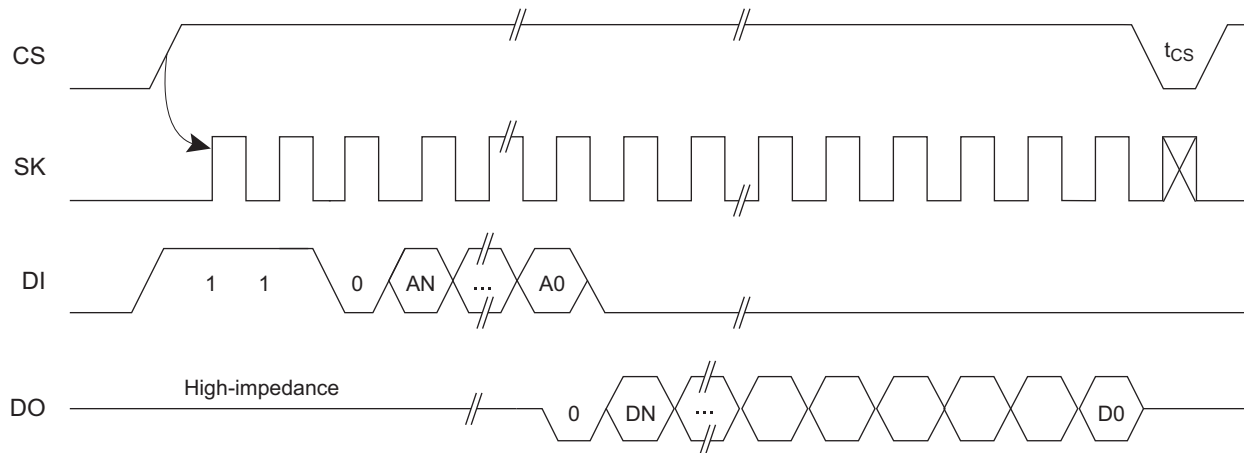 CS
tCS
SK
DI
1 1 0 AN ... A0
High-impedance
DO
0 DN ... D0